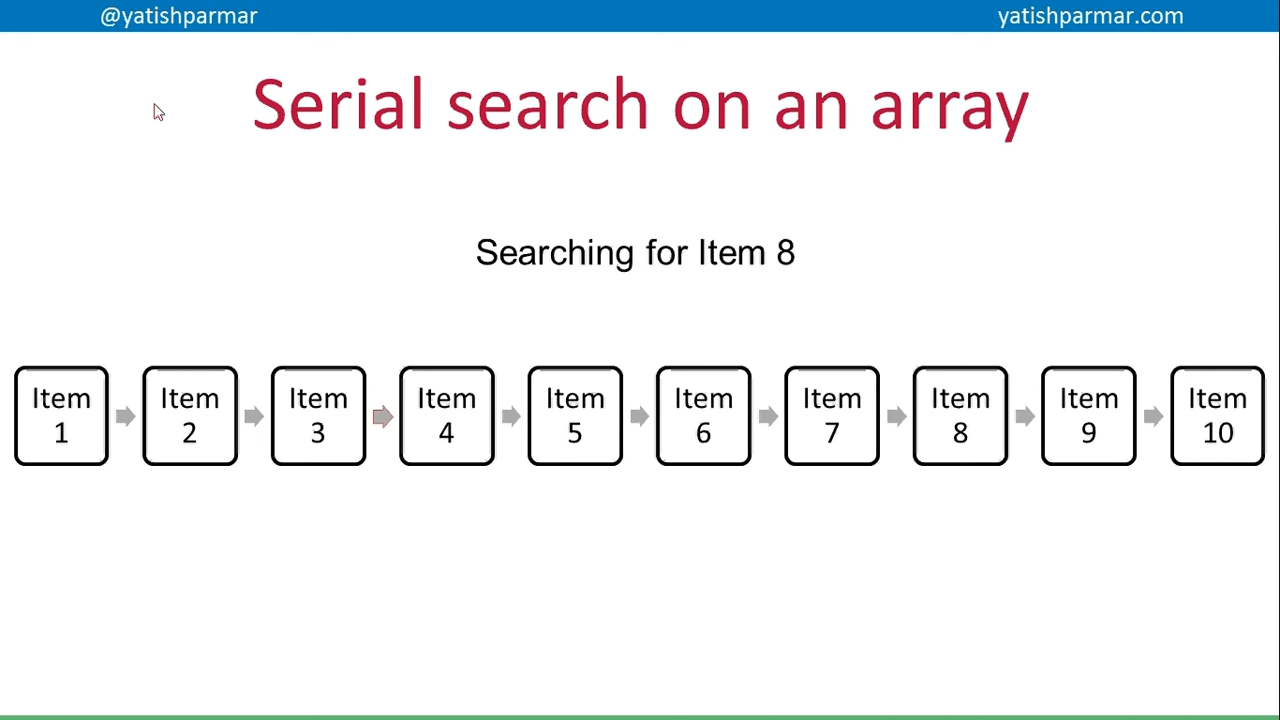 @yatishparmar
yatishparmar.com
Serial search on an array
Searching for Item 8
Item Item Item Item Item Item Item Item Item Item
1 2 3 4 5 6 7 8 9 10